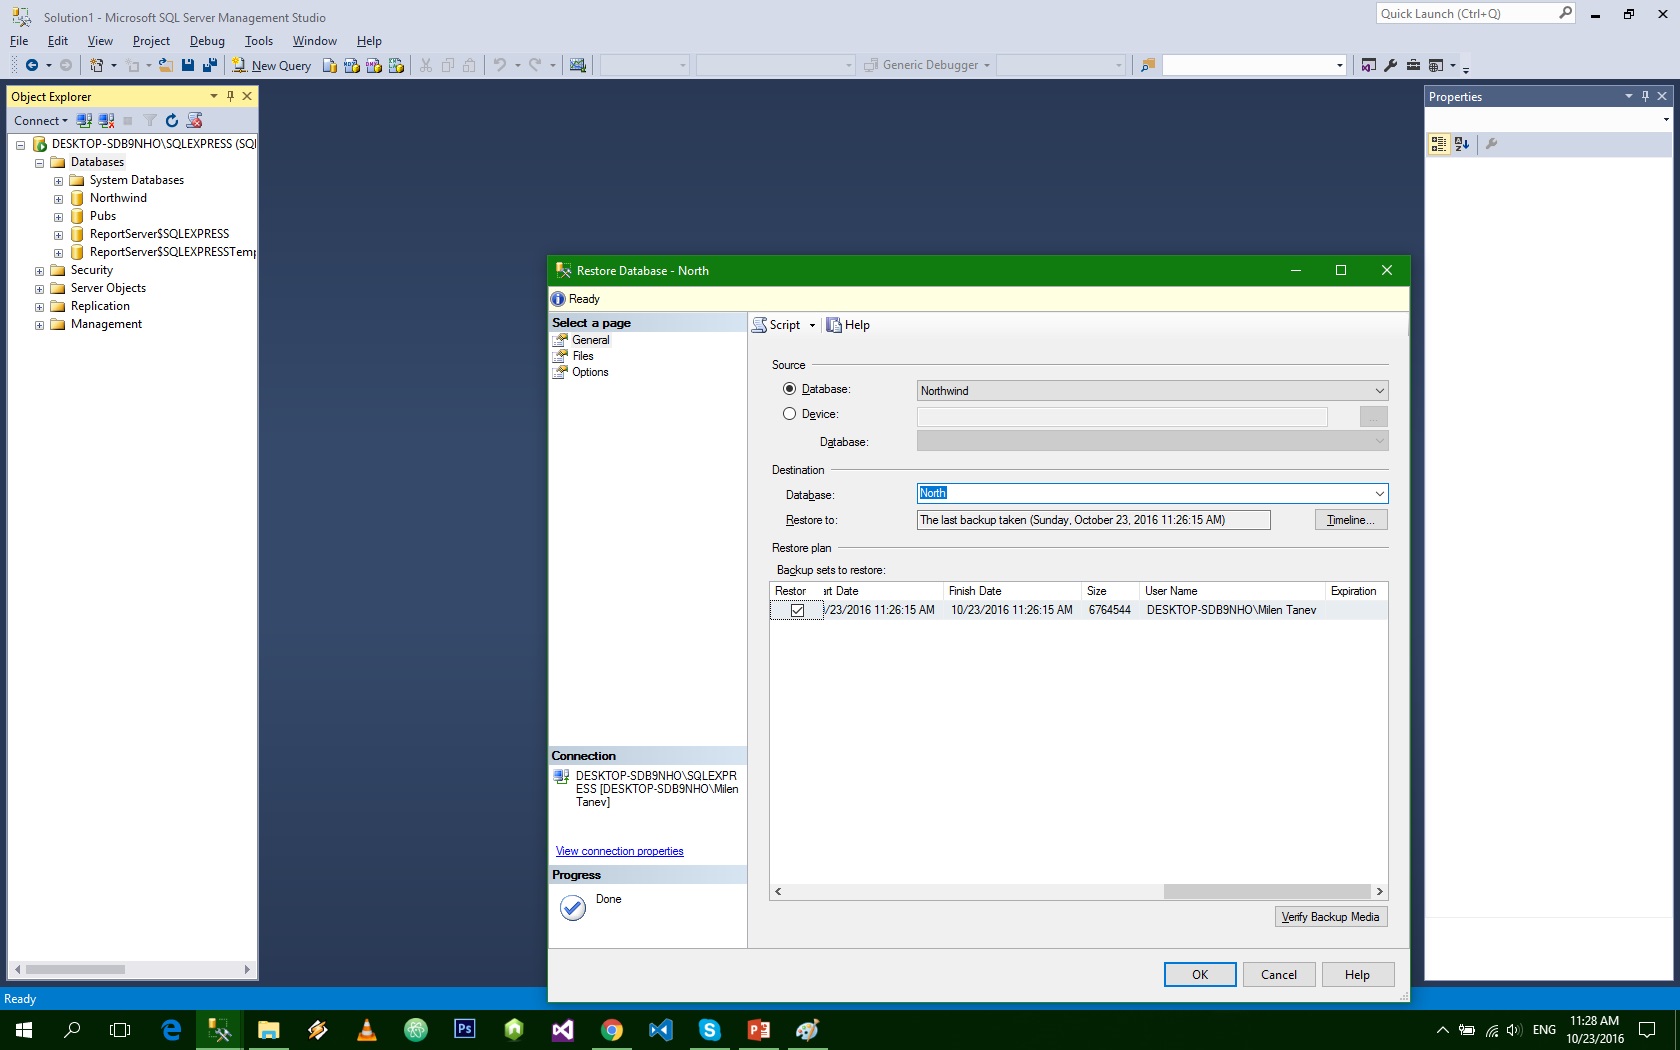 Solution1 - Microsoft SQL Server Management Studio
Quick Launch (Ctrl+Q)
File Edit View Project Debug Tools Window Help
New Query
Generic Debugger
Object Explorer
Connect
DESKTOP-SDB9NHO\SQLEXPRESS (SQ
Databases
System Databases
Northwind
Pubs
ReportServer$SQLEXPRESS
ReportServer$SQLEXPRESSTemp
Security
Server Objects
Replication
Management
Properties
Restore Database - North
Ready
Select a page
General
Files
Options
Script Help
Source
Database: Northwind
Device:
...
Database:
Destination
Database: North
Restore to: The last backup taken (Sunday, October 23, 2016 11:26:15 AM) Timeline...
Restore plan
Backup sets to restore:
Restor art Date Finish Date Size User Name Expiration
/23/2016 11:26:15 AM 10/23/2016 11:26:15 AM 6764544 DESKTOP-SDB9NHO\Milen Tanev
Connection
DESKTOP-SDB9NHO\SQLEXPR
ESS [DESKTOP-SDB9NHO\Milen
Tanev]
View connection properties
Progress
Done
Verify Backup Media
OK Cancel Help
Ready
Ps
ENG
11:28 AM
10/23/2016